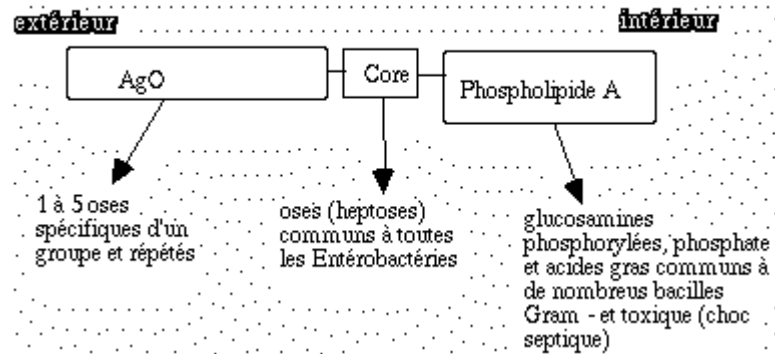 extérieur
intérieur
AgO
Core
Phospholipide A
1 à 5 oses
spécifiques d'un
groupe et répétés
oses (heptoses)
communs à toutes
les Entérobactéries
glucosamines
phosphorylées, phosphate
et acides gras communs à
de nombreus bacilles
Gram - et toxique (choc
septique)